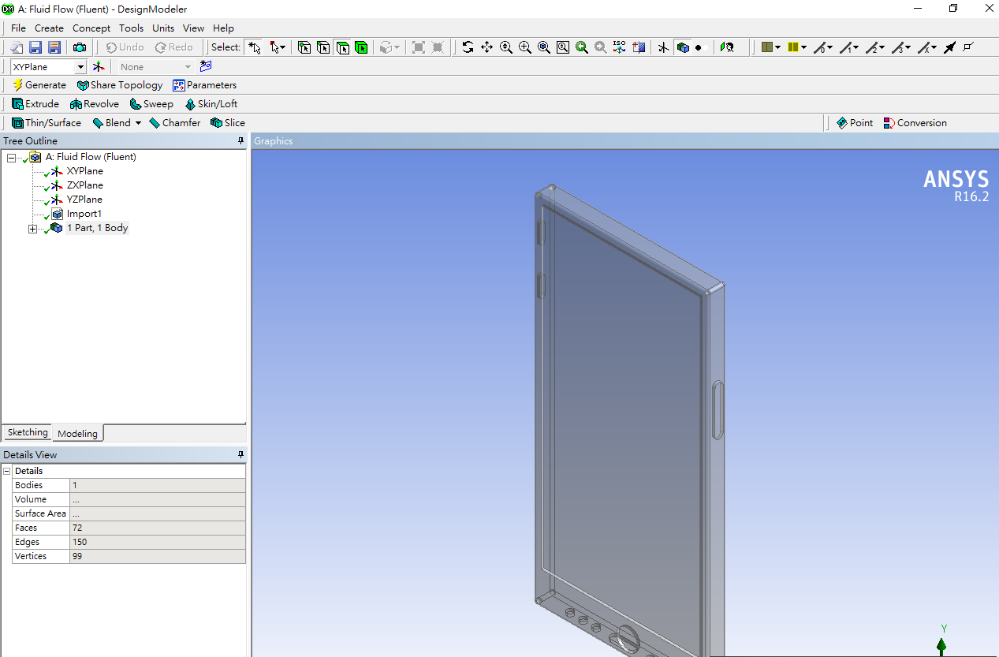 A: Fluid Flow (Fluent) - DesignModeler
File Create Concept Tools Units View Help
Undo Redo Select: ISO
XYPlane None
Generate Share Topology Parameters
Extrude Revolve Sweep Skin/Loft
Thin/Surface Blend Chamfer Slice Point Conversion
Tree Outline
A: Fluid Flow (Fluent)
XYPlane
ZXPlane
YZPlane
Import1
1 Part, 1 Body
Sketching Modeling
Details View
Details
Bodies 1
Volume ...
Surface Area ...
Faces 72
Edges 150
Vertices 99
Graphics
ANSYS
R16.2
Y